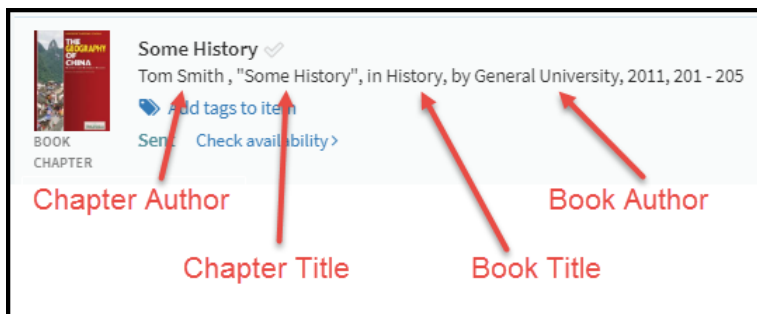 THE
GEOGRAPHY
OF
CHINA
Some History
Tom Smith , "Some History", in History, by General University, 2011, 201 - 205
Add tags to item
BOOK
CHAPTER
Sent Check availability >
Chapter Author
Book Author
Chapter Title
Book Title